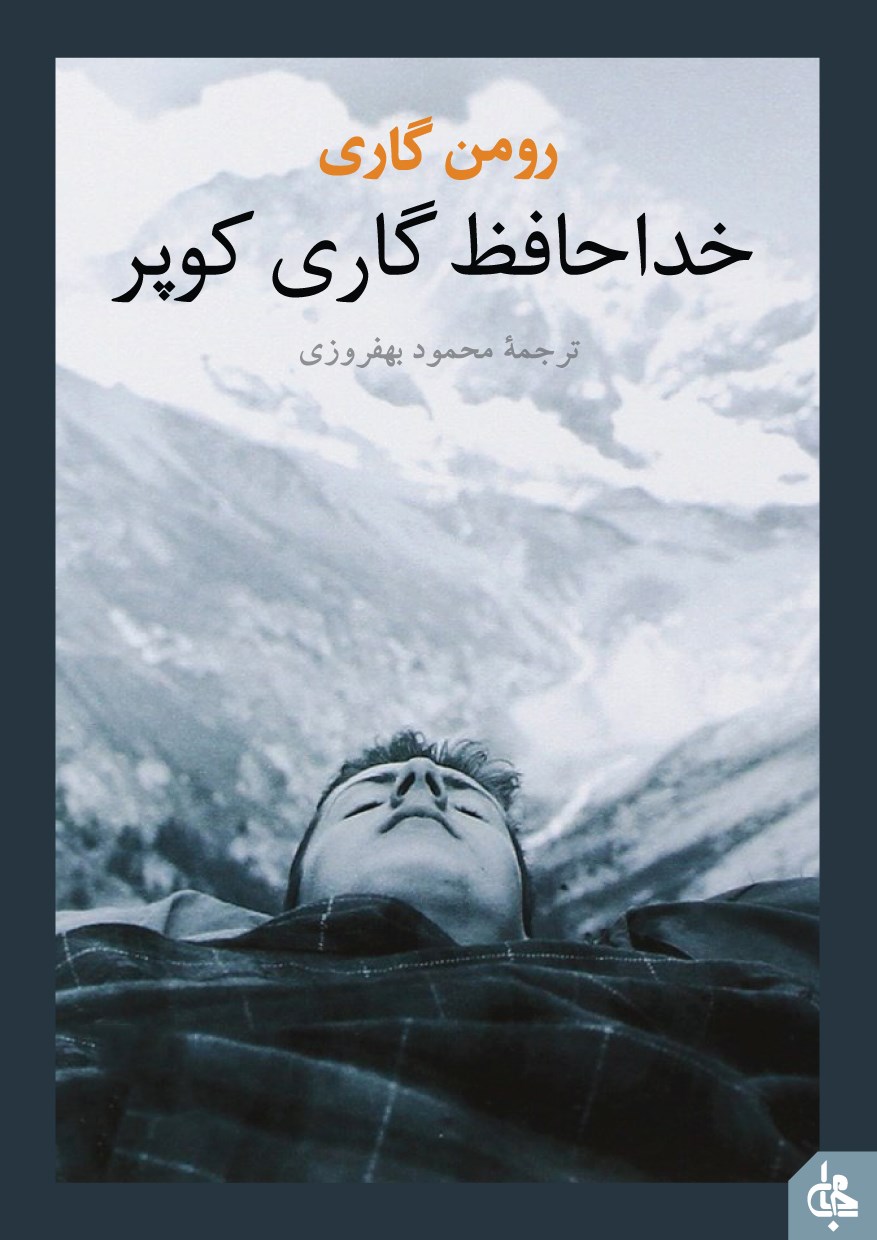 رومن گاری
خداحافظ گاری کوپر
ترجمهٔ محمود بهفروزی